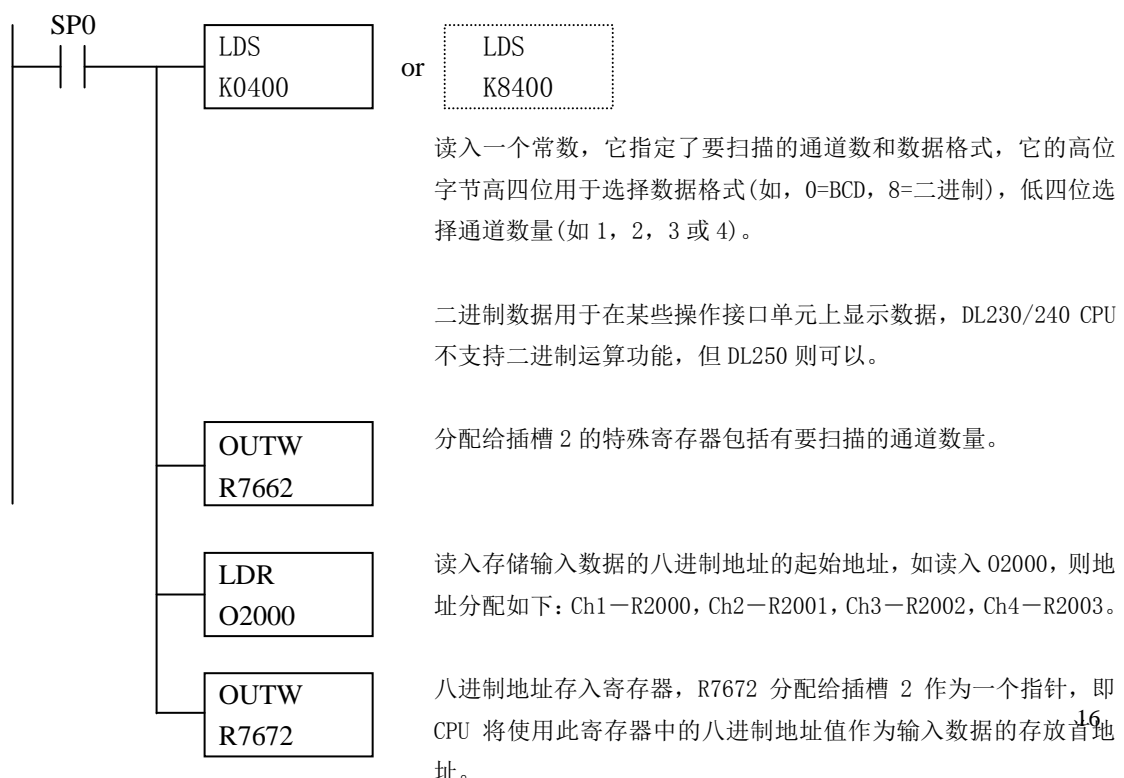 SP0
LDS
K0400
or
LDS
K8400
读入一个常数，它指定了要扫描的通道数和数据格式，它的高位
字节高四位用于选择数据格式(如，0=BCD，8=二进制)，低四位选
择通道数量(如 1，2，3 或 4)。
二进制数据用于在某些操作接口单元上显示数据，DL230/240 CPU
不支持二进制运算功能，但 DL250 则可以。
OUTW
R7662
分配给插槽 2 的特殊寄存器包括有要扫描的通道数量。
LDR
O2000
读入存储输入数据的八进制地址的起始地址，如读入 O2000，则地
址分配如下：Ch1－R2000，Ch2－R2001，Ch3－R2002，Ch4－R2003。
OUTW
R7672
八进制地址存入寄存器，R7672 分配给插槽 2 作为一个指针，即
CPU 将使用此寄存器中的八进制地址值作为输入数据的存放首地
址。
16